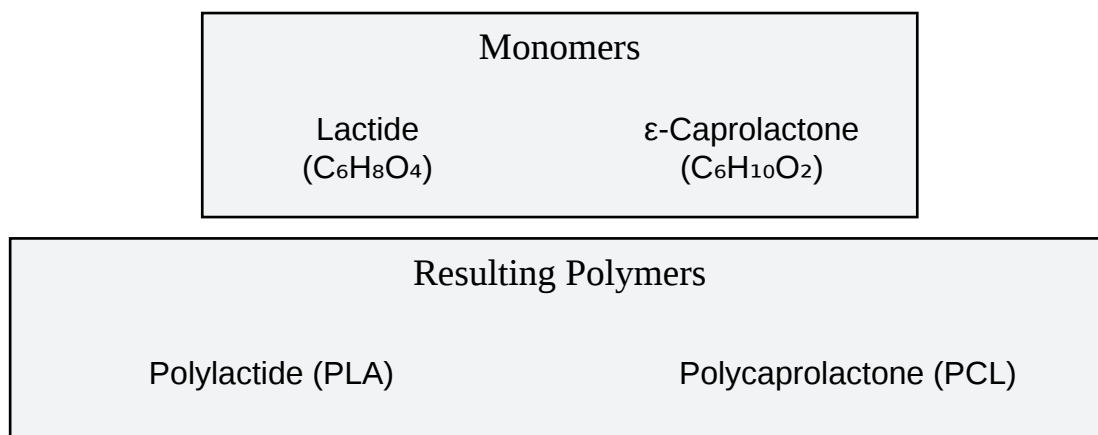 Monomers
Lactide ε-Caprolactone
(C₆H₈O₄) (C₆H₁₀O₂)
Resulting Polymers
Polylactide (PLA) Polycaprolactone (PCL)